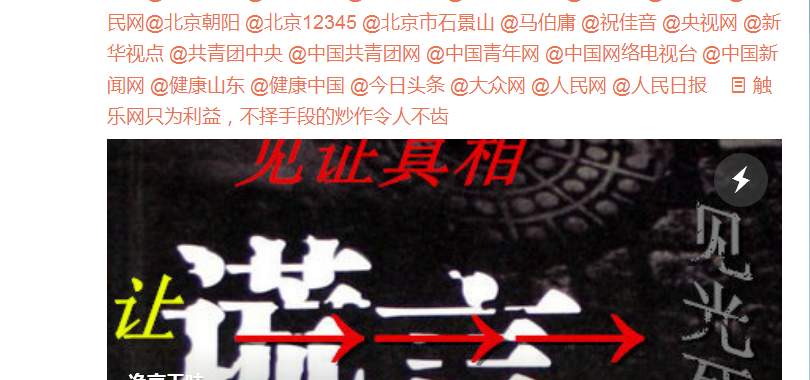 民网@北京朝阳 @北京12345 @北京市石景山 @马伯庸 @祝佳音 @央视网 @新
华视点 @共青团中央 @中国共青团网 @中国青年网 @中国网络电视台 @中国新
闻网 @健康山东 @健康中国 @今日头条 @大众网 @人民网 @人民日报 触
乐网只为利益，不择手段的炒作令人不齿
见证真相
让
谎言
见光死